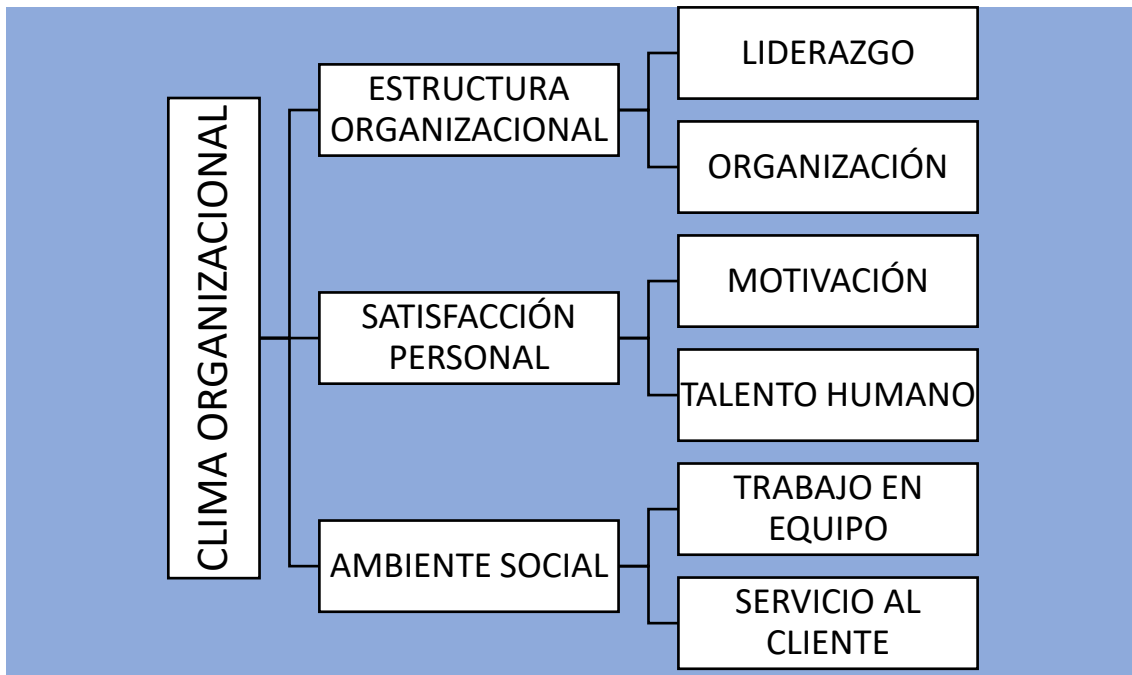 CLIMA ORGANIZACIONAL
ESTRUCTURA
ORGANIZACIONAL
LIDERAZGO
ORGANIZACIÓN
SATISFACCIÓN
PERSONAL
MOTIVACIÓN
TALENTO HUMANO
AMBIENTE SOCIAL
TRABAJO EN
EQUIPO
SERVICIO AL
CLIENTE